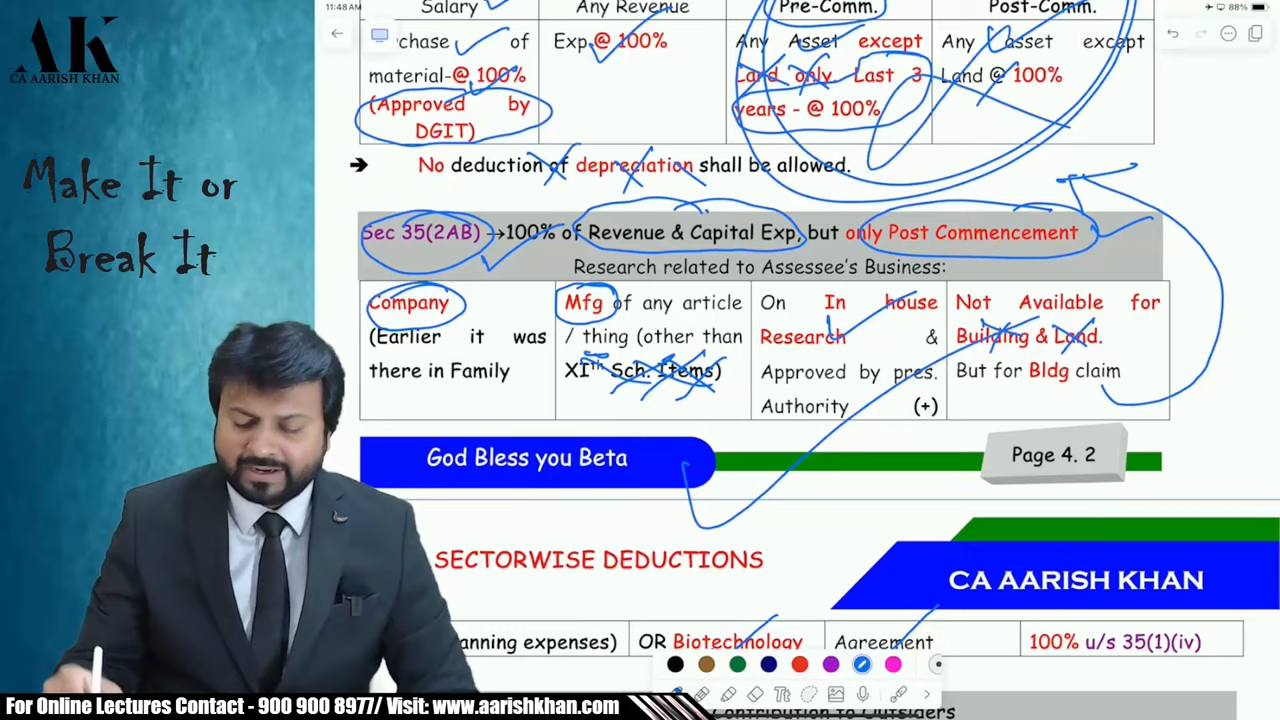 11:48AM
88%
AK
CA AARISH KHAN
Make It or
Break It
Salary
Any Revenue
Pre-Comm.
Post-Comm.
rchase of
material-@ 100%
(Approved by
DGIT)
Exp @ 100%
Any Asset except
Land only Last 3
years - @ 100%
Any asset except
Land @ 100%
➔ No deduction of depreciation shall be allowed.
Sec 35(2AB) →100% of Revenue & Capital Exp, but only Post Commencement
Research related to Assessee's Business:
Company
(Earlier it was
there in Family
Mfg of any article
/ thing (other than
XIth Sch. Items)
On In house
Research &
Approved by pres.
Authority (+)
Not Available for
Building & Land.
But for Bldg claim
God Bless you Beta
Page 4. 2
SECTORWISE DEDUCTIONS
CA AARISH KHAN
anning expenses)
OR Biotechnology
Agreement
100% u/s 35(1)(iv)
Contribution to Outsiders
For Online Lectures Contact - 900 900 8977/ Visit: www.aarishkhan.com